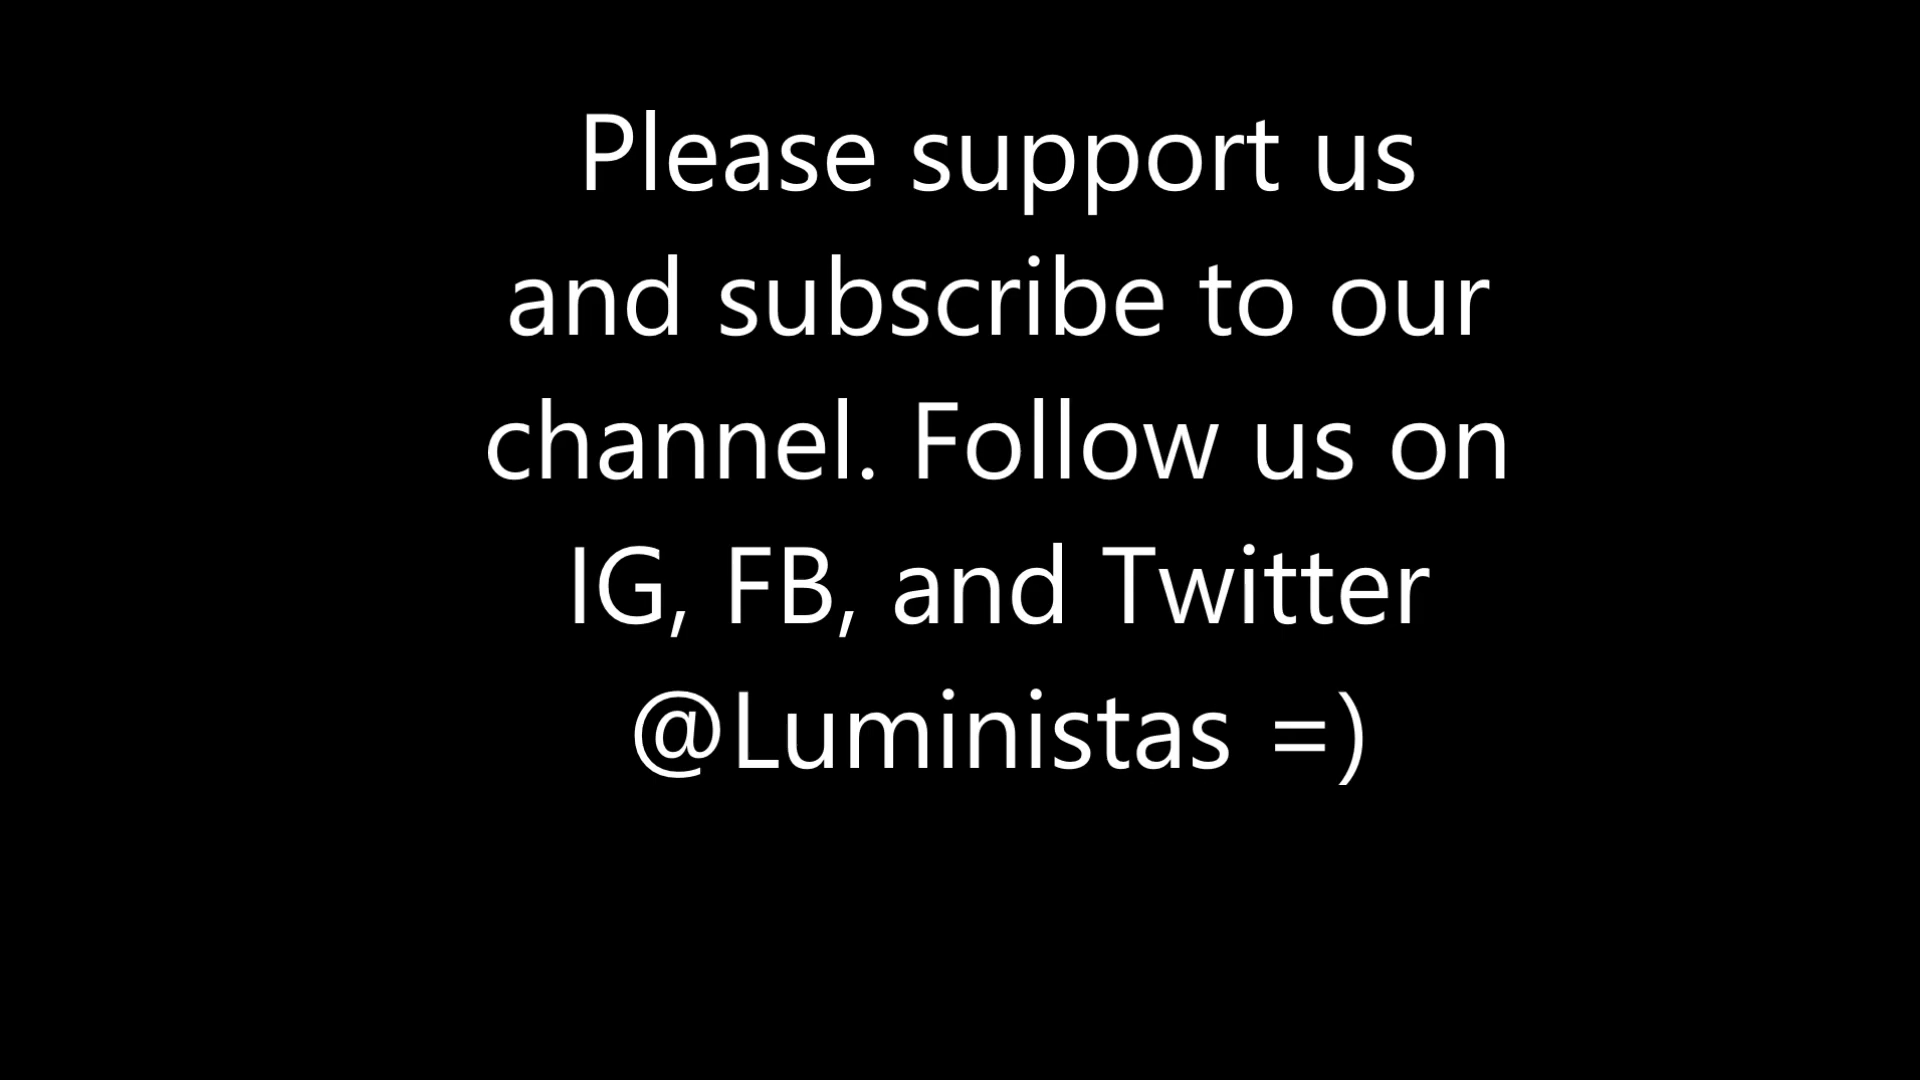 Please support us
and subscribe to our
channel. Follow us on
IG, FB, and Twitter
@Luministas =)